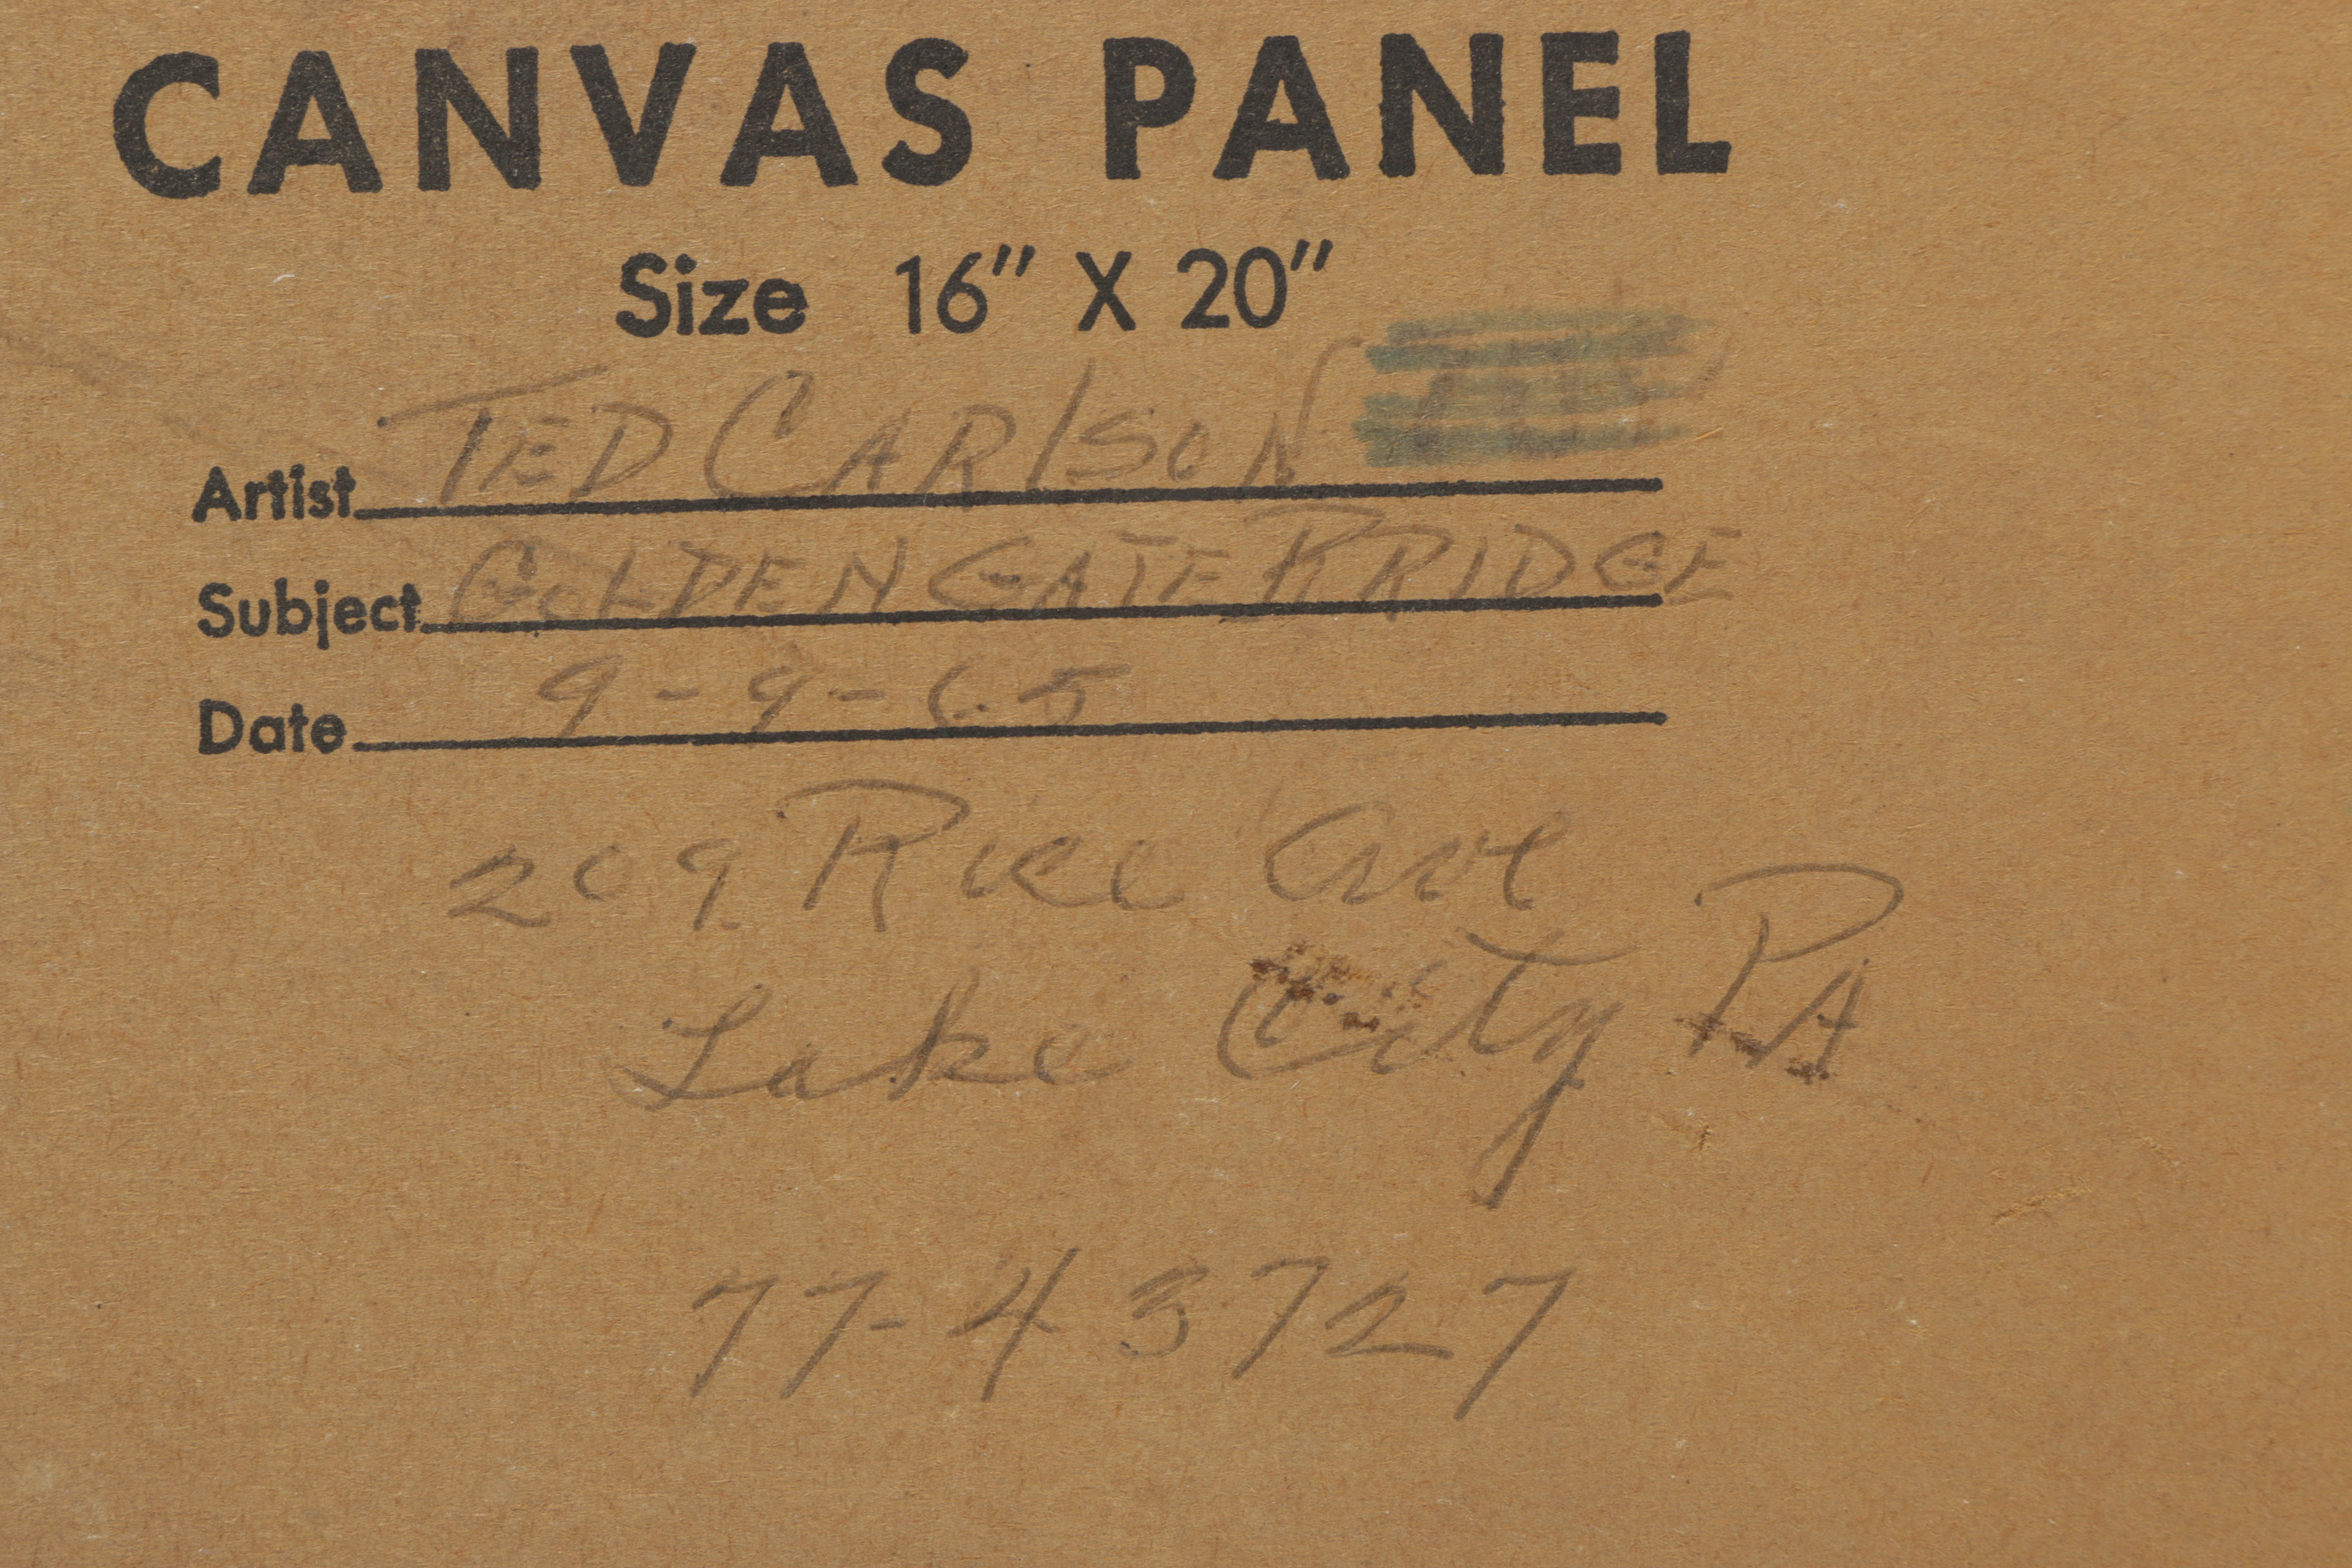 CANVAS PANEL
Size 16" X 20"
Artist TED CARLSON
Subject GOLDEN GATE BRIDGE
Date 9-9-65
209 Rice Ave
Lake City PA
77-43727